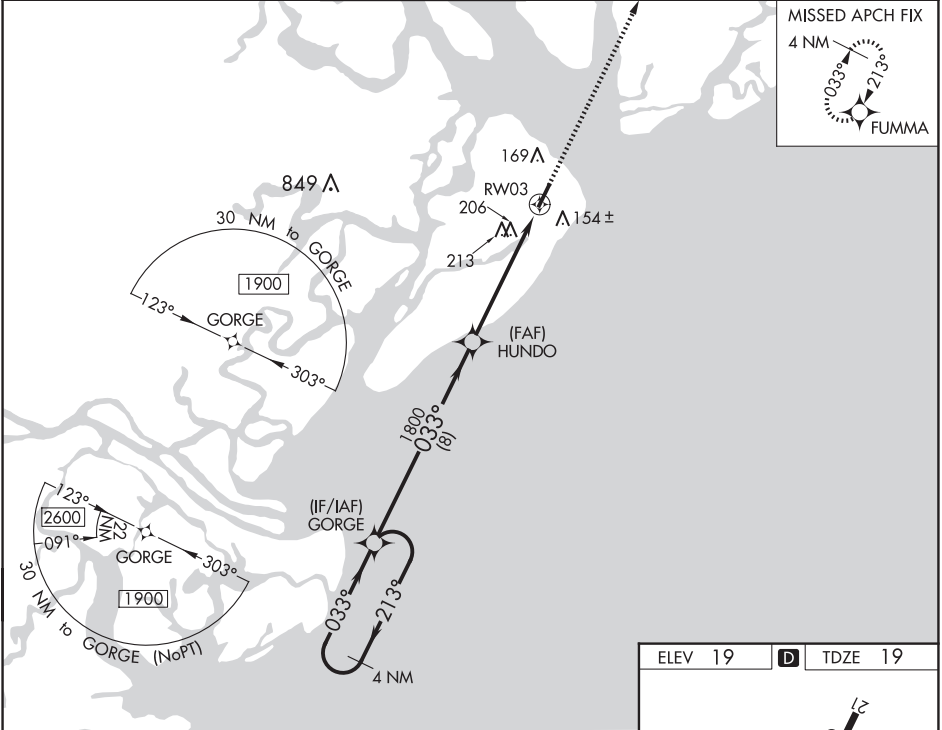 MISSED APCH FIX
4 NM
033°
213°
FUMMA
169
849
RW03
206
154±
213
30 NM to GORGE
1900
123°
GORGE
303°
(FAF)
HUNDO
1800
033°
(8)
(IF/IAF)
GORGE
123°
2600
22
NM
091°
GORGE
303°
1900
30 NM to GORGE (NoPT)
033°
213°
4 NM
ELEV 19 D TDZE 19
21